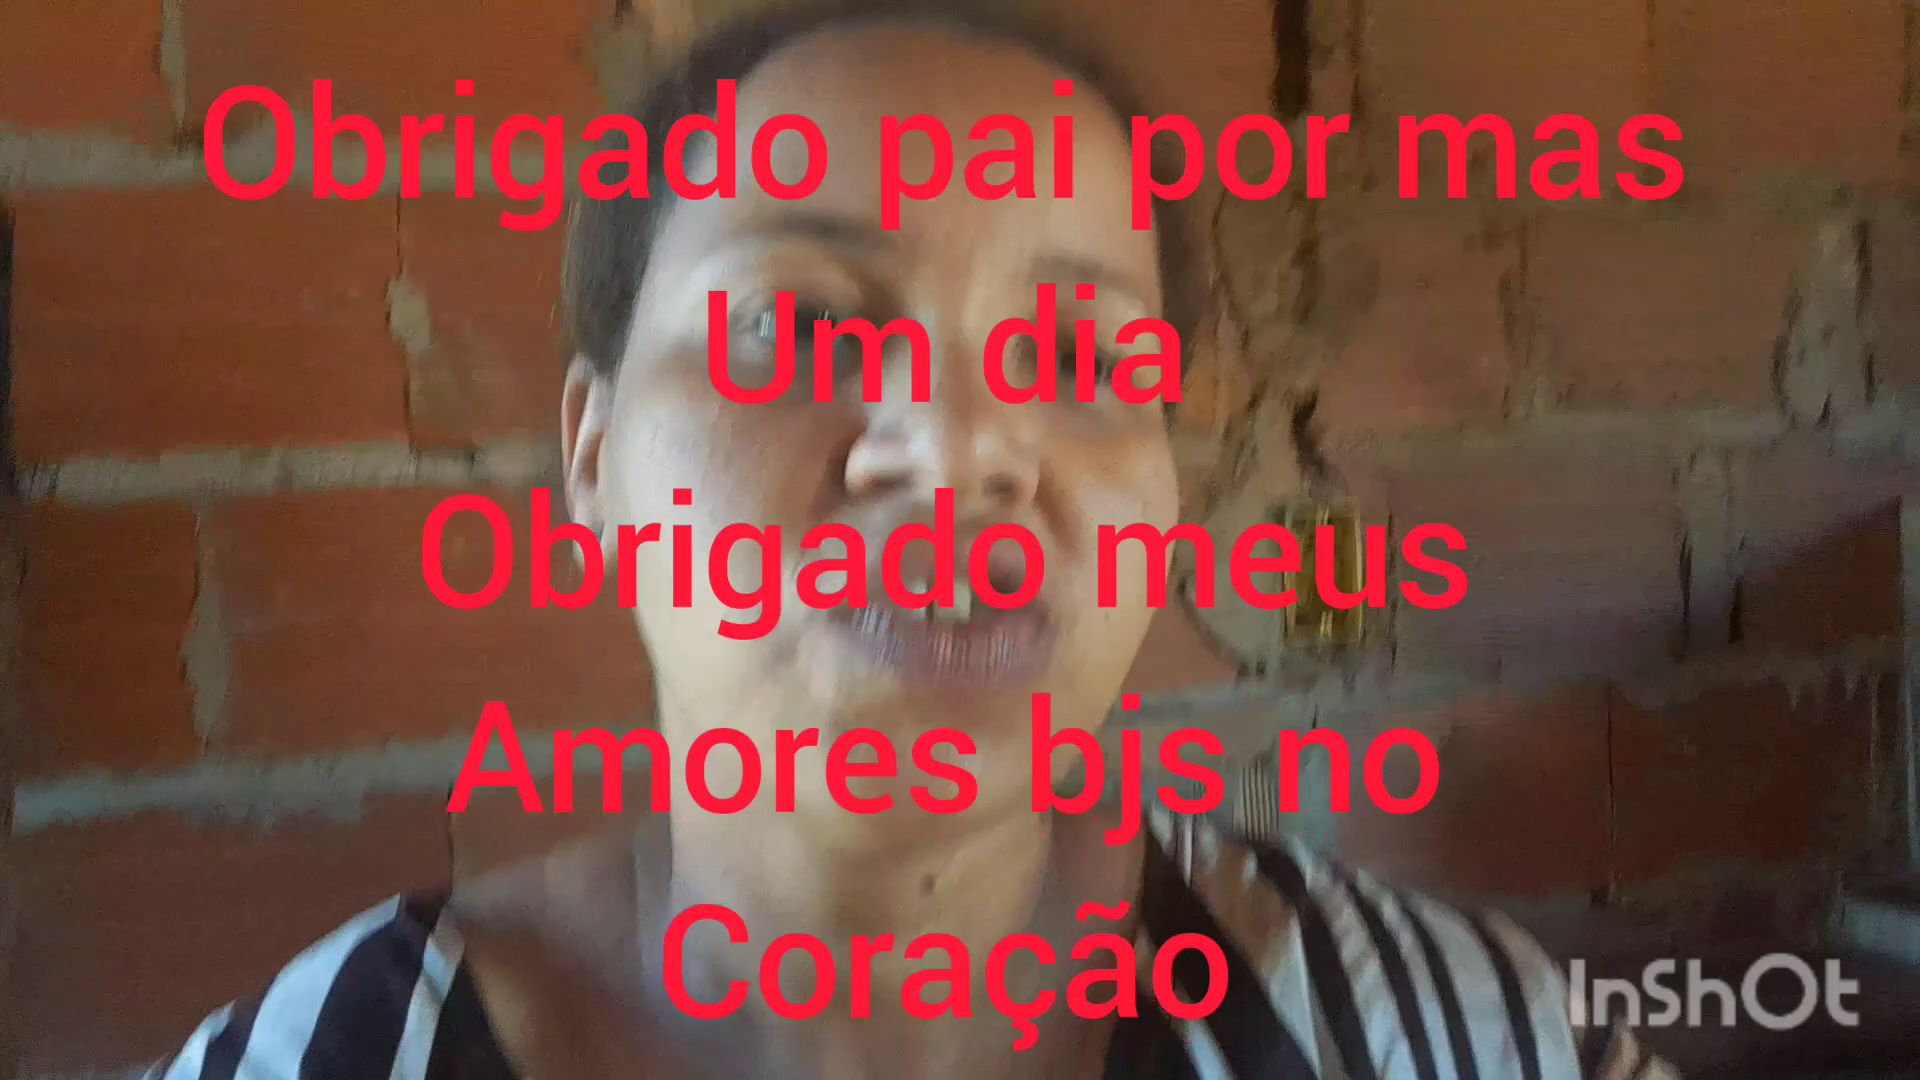 Obrigado pai por mas
Um dia
Obrigado meus
Amores bjs no
Coração
InShOt